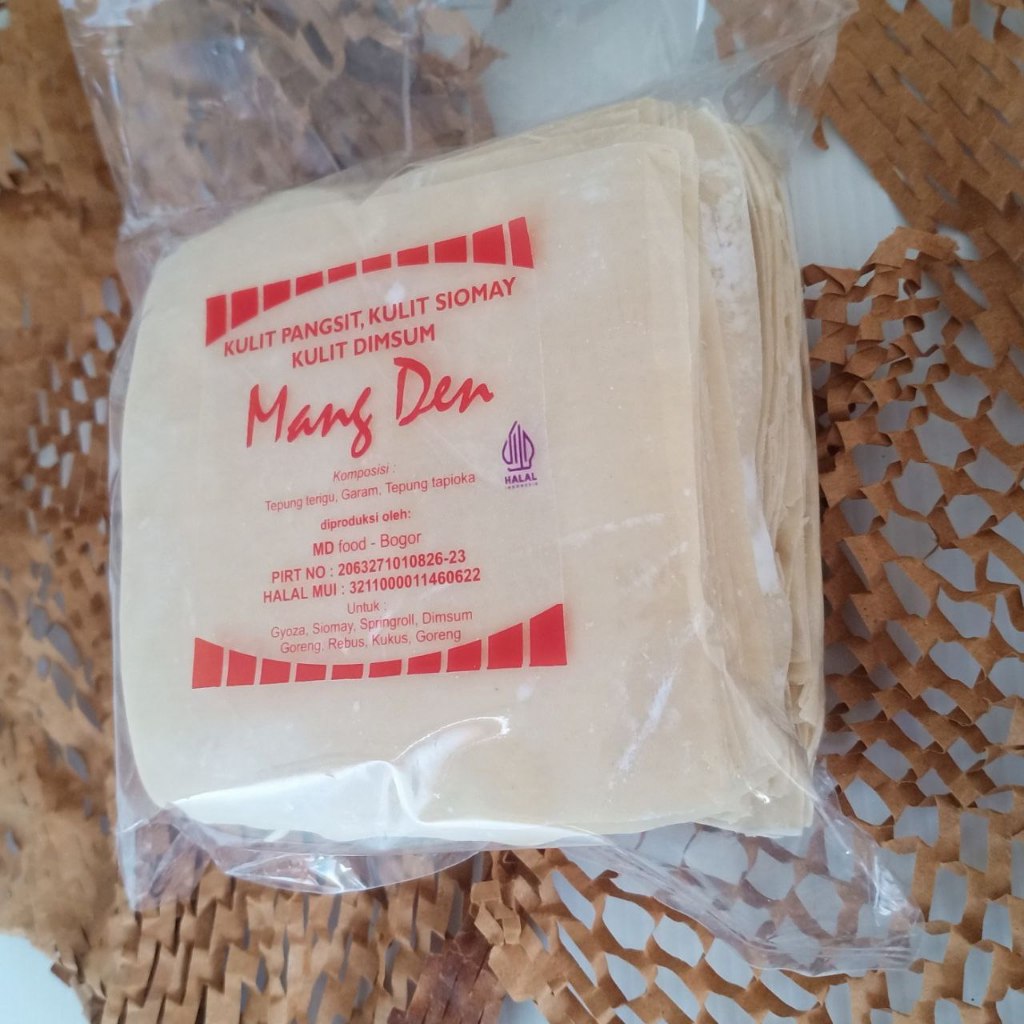 KULIT PANGSIT, KULIT SIOMAY
KULIT DIMSUM
Mang Den
Komposisi :
Tepung terigu, Garam, Tepung tapioka
HALAL
INDONESIA
diproduksi oleh:
MD food - Bogor
PIRT NO : 2063271010826-23
HALAL MUI : 3211000011460622
Untuk :
Gyoza, Siomay, Springroll, Dimsum
Goreng, Rebus, Kukus, Goreng